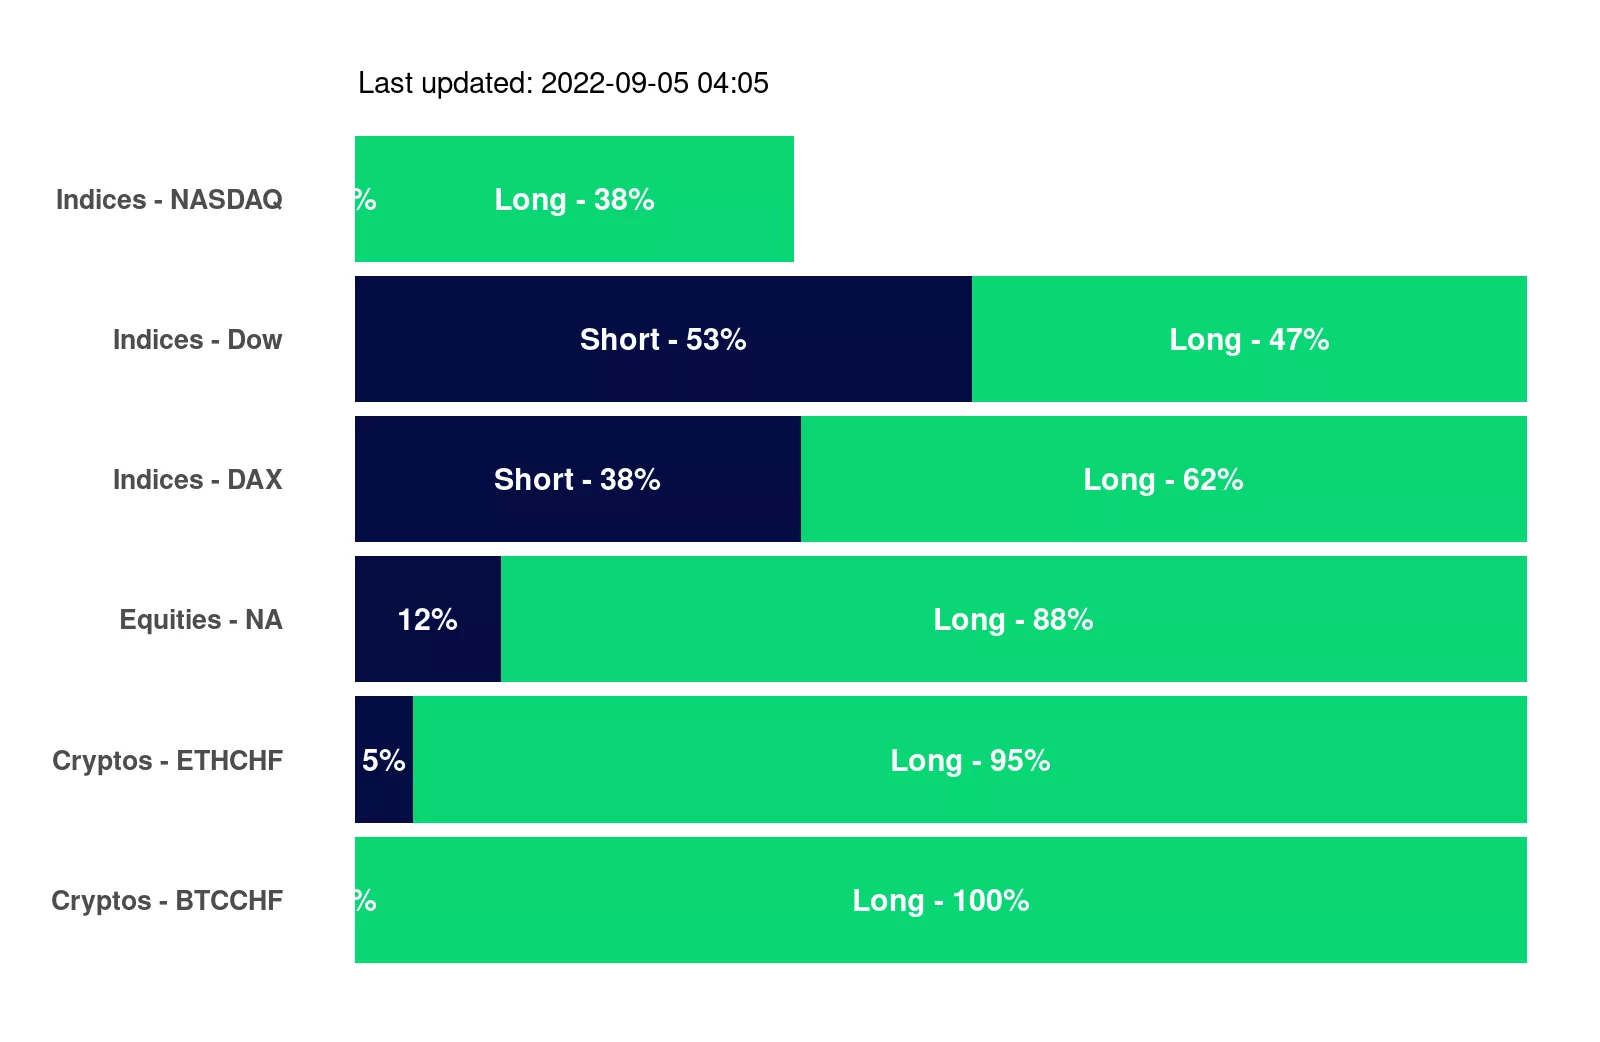 Last updated: 2022-09-05 04:05
Indices - NASDAQ % Long - 38%
Indices - Dow Short - 53% Long - 47%
Indices - DAX Short - 38% Long - 62%
Equities - NA 12% Long - 88%
Cryptos - ETHCHF 5% Long - 95%
Cryptos - BTCCHF % Long - 100%